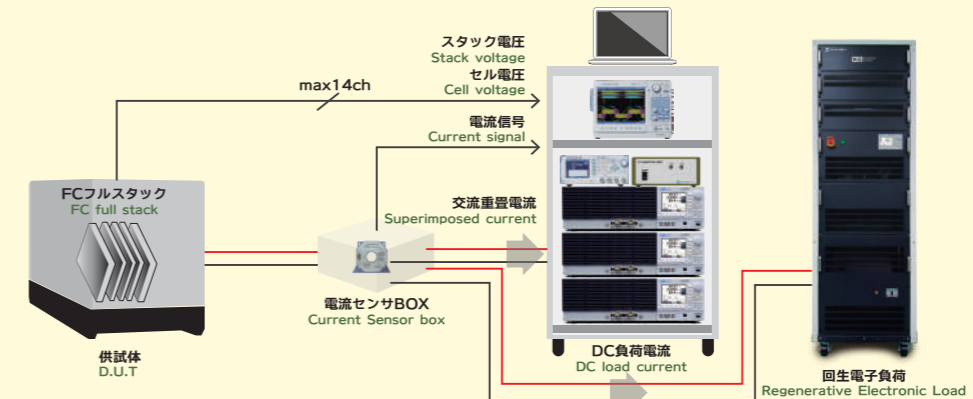 スタック電圧
Stack voltage
セル電圧
Cell voltage
max14ch
電流信号
Current signal
FCフルスタック
FC full stack
交流重畳電流
Superimposed current
電流センサBOX
Current Sensor box
供試体
D.U.T
DC負荷電流
DC load current
回生電子負荷
Regenerative Electronic Load